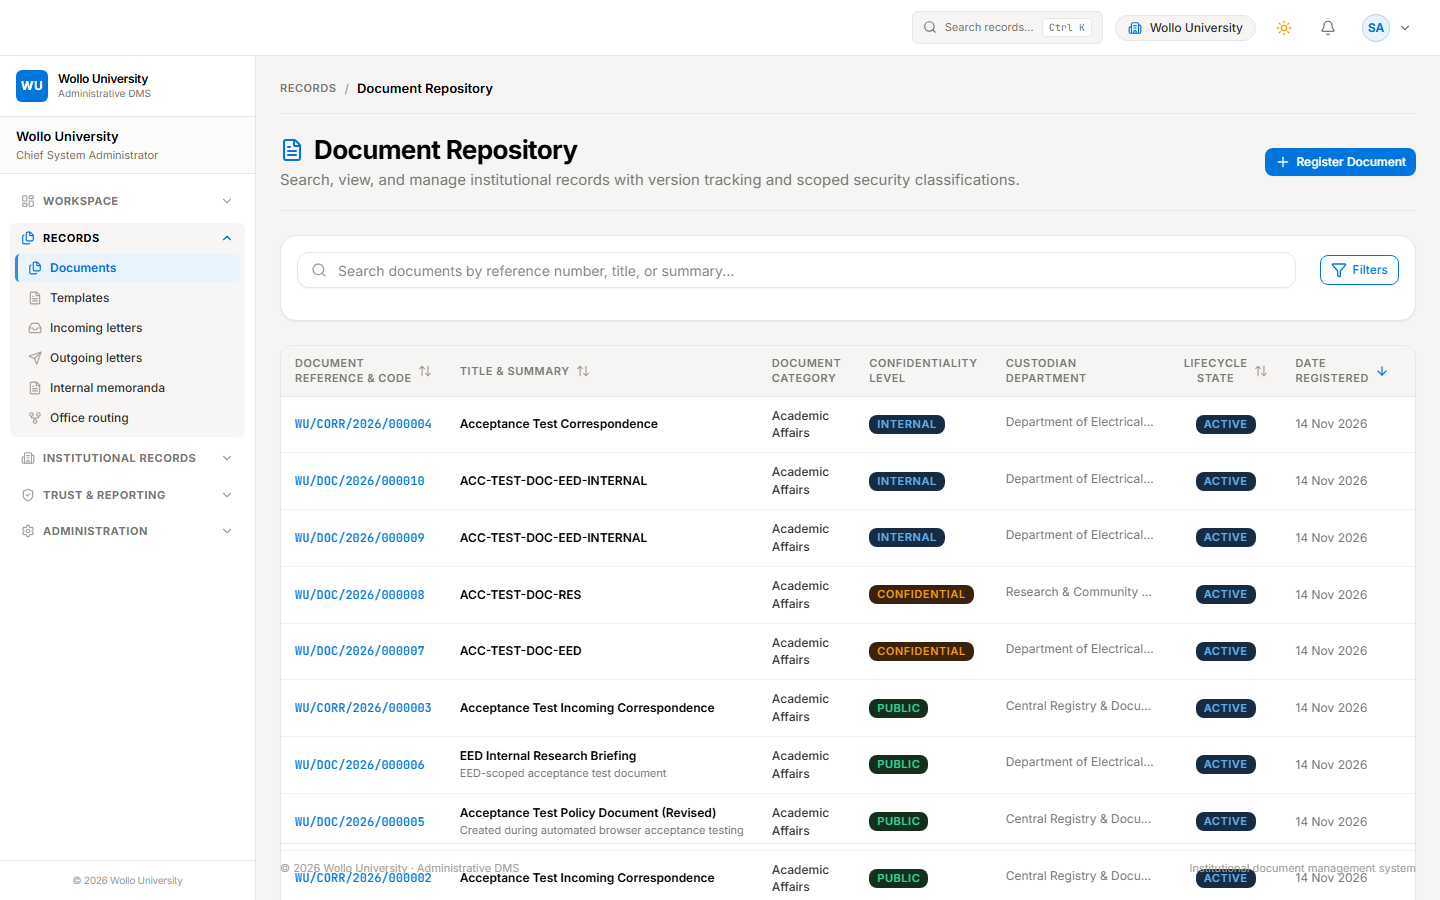 Search records...
Ctrl K
Wollo University
SA
WU
Wollo University
Administrative DMS
Wollo University
Chief System Administrator
WORKSPACE
RECORDS
Documents
Templates
Incoming letters
Outgoing letters
Internal memoranda
Office routing
INSTITUTIONAL RECORDS
TRUST & REPORTING
ADMINISTRATION
© 2026 Wollo University
RECORDS / Document Repository
Document Repository
Search, view, and manage institutional records with version tracking and scoped security classifications.
Register Document
Search documents by reference number, title, or summary...
Filters
DOCUMENT
REFERENCE & CODE
TITLE & SUMMARY
DOCUMENT
CATEGORY
CONFIDENTIALITY
LEVEL
CUSTODIAN
DEPARTMENT
LIFECYCLE
STATE
DATE
REGISTERED
WU/CORR/2026/000004
Acceptance Test Correspondence
Academic
Affairs
INTERNAL
Department of Electrical...
ACTIVE
14 Nov 2026
WU/DOC/2026/000010
ACC-TEST-DOC-EED-INTERNAL
Academic
Affairs
INTERNAL
Department of Electrical...
ACTIVE
14 Nov 2026
WU/DOC/2026/000009
ACC-TEST-DOC-EED-INTERNAL
Academic
Affairs
INTERNAL
Department of Electrical...
ACTIVE
14 Nov 2026
WU/DOC/2026/000008
ACC-TEST-DOC-RES
Academic
Affairs
CONFIDENTIAL
Research & Community ...
ACTIVE
14 Nov 2026
WU/DOC/2026/000007
ACC-TEST-DOC-EED
Academic
Affairs
CONFIDENTIAL
Department of Electrical...
ACTIVE
14 Nov 2026
WU/CORR/2026/000003
Acceptance Test Incoming Correspondence
Academic
Affairs
PUBLIC
Central Registry & Docu...
ACTIVE
14 Nov 2026
WU/DOC/2026/000006
EED Internal Research Briefing
EED-scoped acceptance test document
Academic
Affairs
PUBLIC
Department of Electrical...
ACTIVE
14 Nov 2026
WU/DOC/2026/000005
Acceptance Test Policy Document (Revised)
Created during automated browser acceptance testing
Academic
Affairs
PUBLIC
Central Registry & Docu...
ACTIVE
14 Nov 2026
© 2026 Wollo University · Administrative DMS
Institutional document management system
WU/CORR/2026/000002
Acceptance Test Incoming Correspondence
Academic
Affairs
PUBLIC
Central Registry & Docu...
ACTIVE
14 Nov 2026